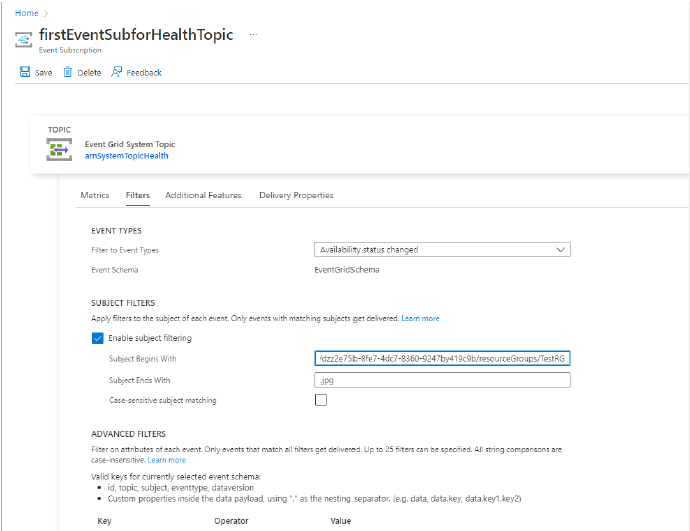 Home >
firstEventSubforHealthTopic ...
Event Subscription
Save Delete Feedback
TOPIC
Event Grid System Topic
arnSystemTopicHealth
Metrics Filters Additional Features Delivery Properties
EVENT TYPES
Filter to Event Types Availability status changed
Event Schema EventGridSchema
SUBJECT FILTERS
Apply filters to the subject of each event. Only events with matching subjects get delivered. Learn more
Enable subject filtering
Subject Begins With /dzz2e75lb-8fe7-4dc7-8360-9247by419c9b/resourceGroups/TestRG
Subject Ends With .jpg
Case-sensitive subject matching
ADVANCED FILTERS
Filter on attributes of each event. Only events that match all filters get delivered. Up to 25 filters can be specified. All string comparisons are
case-insensitive. Learn more
Valid keys for currently selected event schema:
• id, topic, subject, eventtype, dataversion
• Custom properties inside the data payload, using "." as the nesting separator. (e.g. data, data.key, data.key1.key2)
Key Operator Value